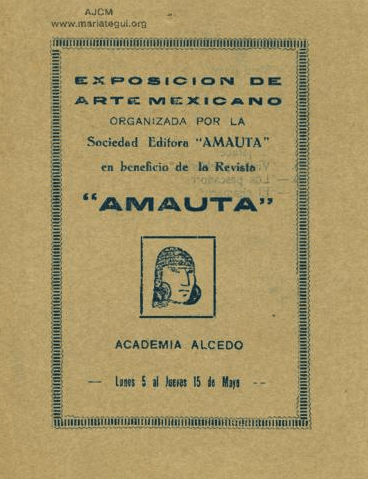 AJCM
www.mariategui.org
EXPOSICION DE
ARTE MEXICANO
ORGANIZADA POR LA
Sociedad Editora "AMAUTA"
en beneficio de la Revista
"AMAUTA"
ACADEMIA ALCEDO
— Lunes 5 al Jueves 15 de Mayo --